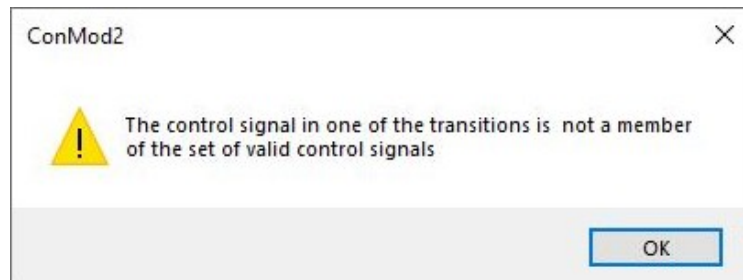 ConMod2
The control signal in one of the transitions is  not a member
of the set of valid control signals
OK